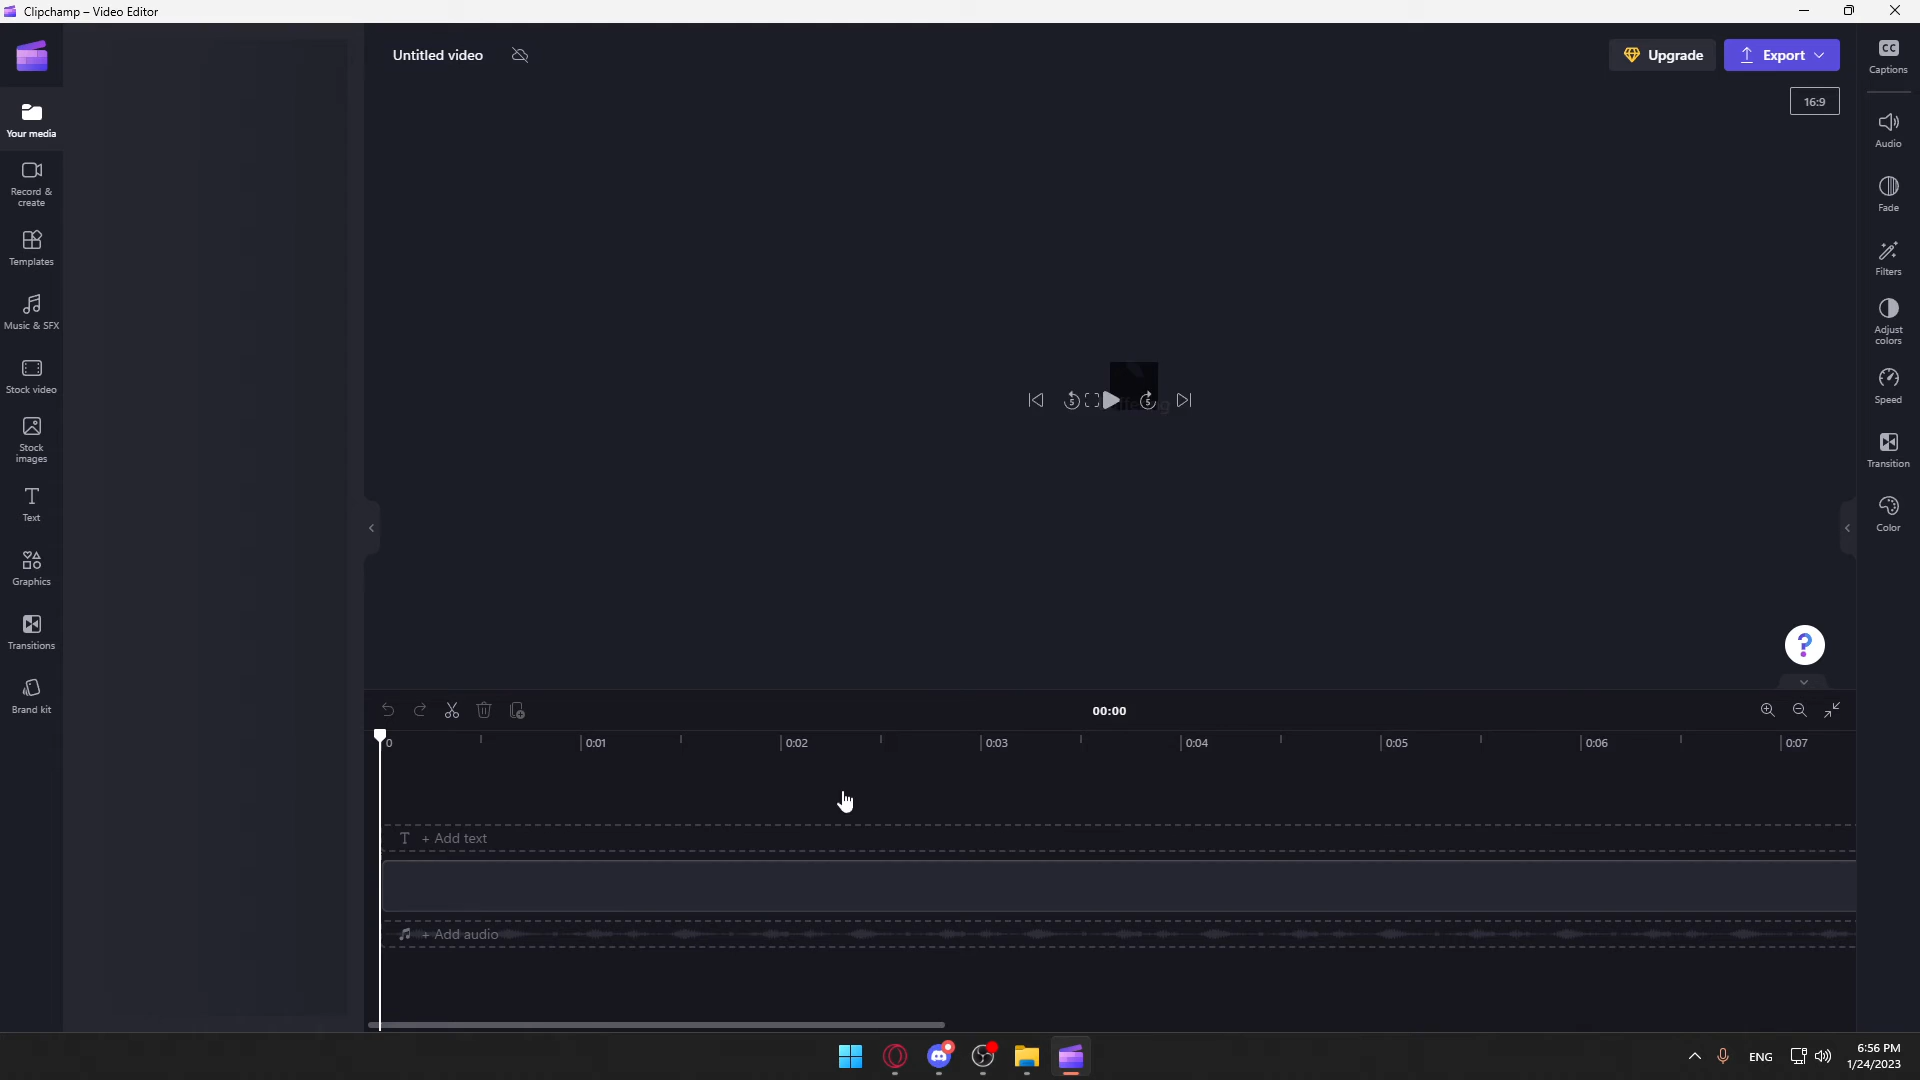 Clipchamp – Video Editor
Untitled video
Upgrade
Export
16:9
Captions
Audio
Fade
Filters
Adjust
colors
Speed
Transition
Color
Your media
Record &
create
Templates
Music & SFX
Stock video
Stock
images
Text
Graphics
Transitions
Brand kit
5
5
?
00:00
0
0:01
0:02
0:03
0:04
0:05
0:06
0:07
T + Add text
+ Add audio
ENG
6:56 PM
1/24/2023